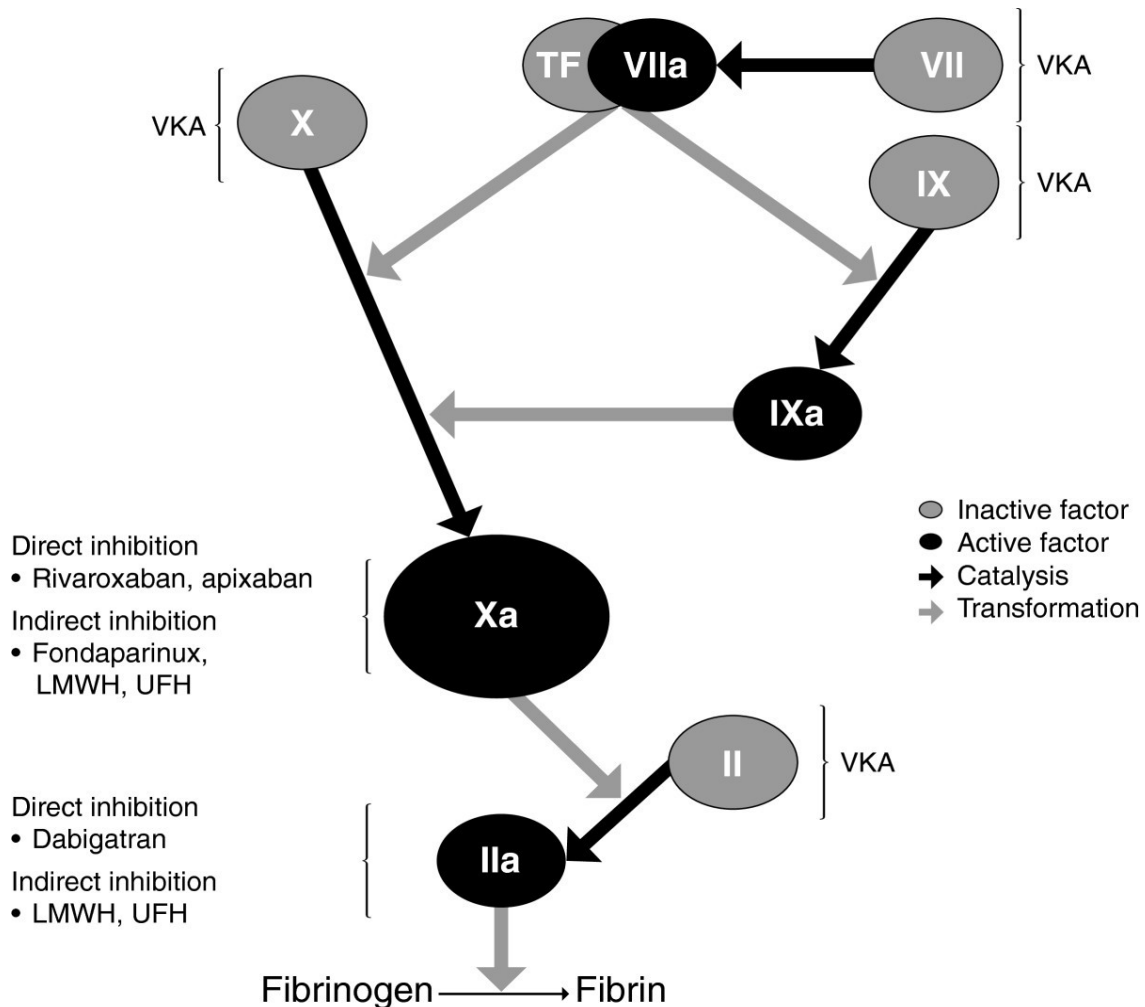 TF
VIIa
VII
VKA
X
VKA
IX
VKA
IXa
Inactive factor
Active factor
Catalysis
Transformation
Direct inhibition
• Rivaroxaban, apixaban
Indirect inhibition
• Fondaparinux,
LMWH, UFH
Xa
II
VKA
Direct inhibition
• Dabigatran
Indirect inhibition
• LMWH, UFH
IIa
Fibrinogen
Fibrin